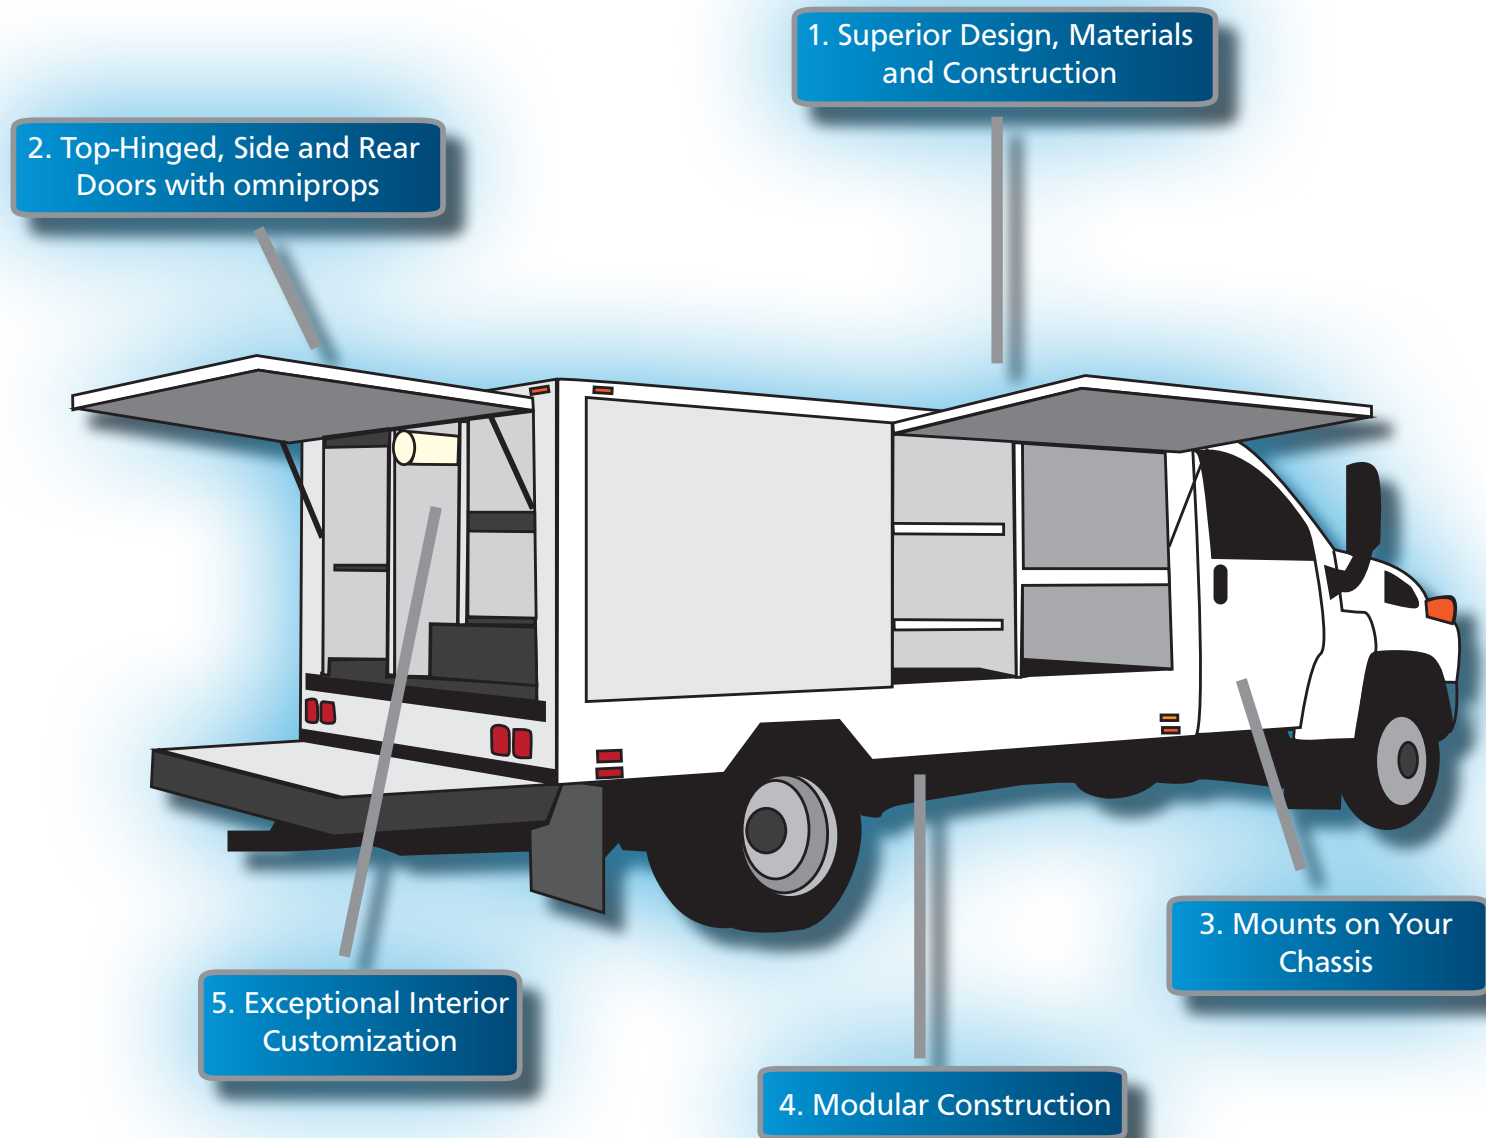 1. Superior Design, Materials
and Construction
2. Top-Hinged, Side and Rear
Doors with omniprops
3. Mounts on Your
Chassis
5. Exceptional Interior
Customization
4. Modular Construction